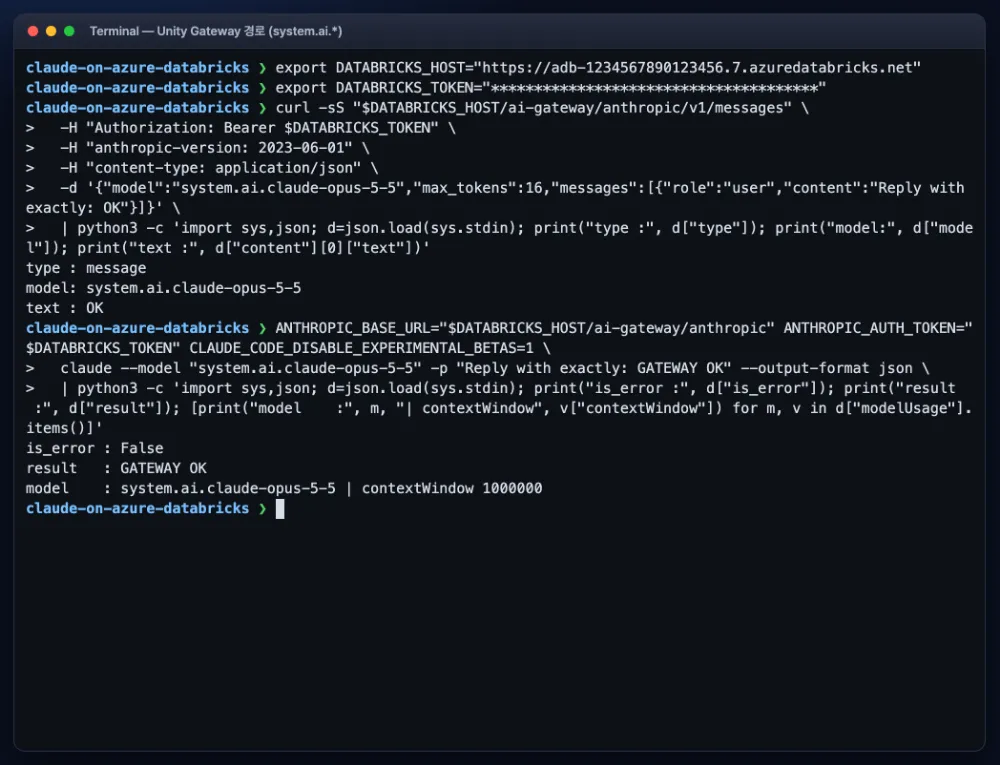 Terminal — Unity Gateway 경로 (system.ai.*)
claude-on-azure-databricks ❯ export DATABRICKS_HOST="https://adb-1234567890123456.7.azuredatabricks.net"
claude-on-azure-databricks ❯ export DATABRICKS_TOKEN="**************************************"
claude-on-azure-databricks ❯ curl -sS "$DATABRICKS_HOST/ai-gateway/anthropic/v1/messages" \
>   -H "Authorization: Bearer $DATABRICKS_TOKEN" \
>   -H "anthropic-version: 2023-06-01" \
>   -H "content-type: application/json" \
>   -d '{"model":"system.ai.claude-opus-5-5","max_tokens":16,"messages":[{"role":"user","content":"Reply with
exactly: OK"}]}' \
>   | python3 -c 'import sys,json; d=json.load(sys.stdin); print("type :", d["type"]); print("model:", d["mode
l"]); print("text :", d["content"][0]["text"])'
type : message
model: system.ai.claude-opus-5-5
text : OK
claude-on-azure-databricks ❯ ANTHROPIC_BASE_URL="$DATABRICKS_HOST/ai-gateway/anthropic" ANTHROPIC_AUTH_TOKEN="
$DATABRICKS_TOKEN" CLAUDE_CODE_DISABLE_EXPERIMENTAL_BETAS=1 \
>   claude --model "system.ai.claude-opus-5-5" -p "Reply with exactly: GATEWAY OK" --output-format json \
>   | python3 -c 'import sys,json; d=json.load(sys.stdin); print("is_error :", d["is_error"]); print("result
 :", d["result"]); [print("model    :", m, "| contextWindow", v["contextWindow"]) for m, v in d["modelUsage"].
items()]'
is_error : False
result   : GATEWAY OK
model    : system.ai.claude-opus-5-5 | contextWindow 1000000
claude-on-azure-databricks ❯